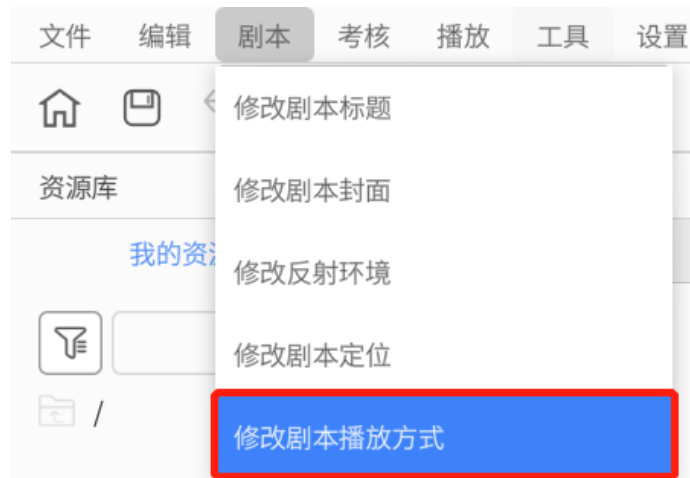 文件 编辑 剧本 考核 播放 工具 设置
修改剧本标题
资源库
修改剧本封面
我的资
修改反射环境
修改剧本定位
/
修改剧本播放方式